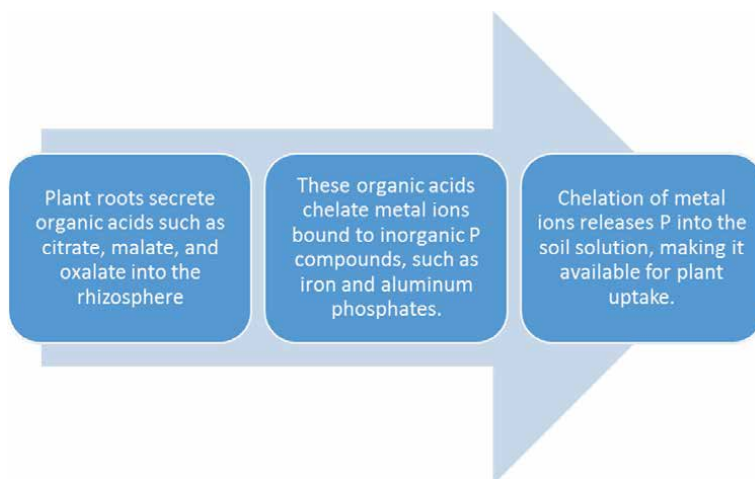 Plant roots secrete
organic acids such as
citrate, malate, and
oxalate into the
rhizosphere
These organic acids
chelate metal ions
bound to inorganic P
compounds, such as
iron and aluminum
phosphates.
Chelation of metal
ions releases P into the
soil solution, making it
available for plant
uptake.